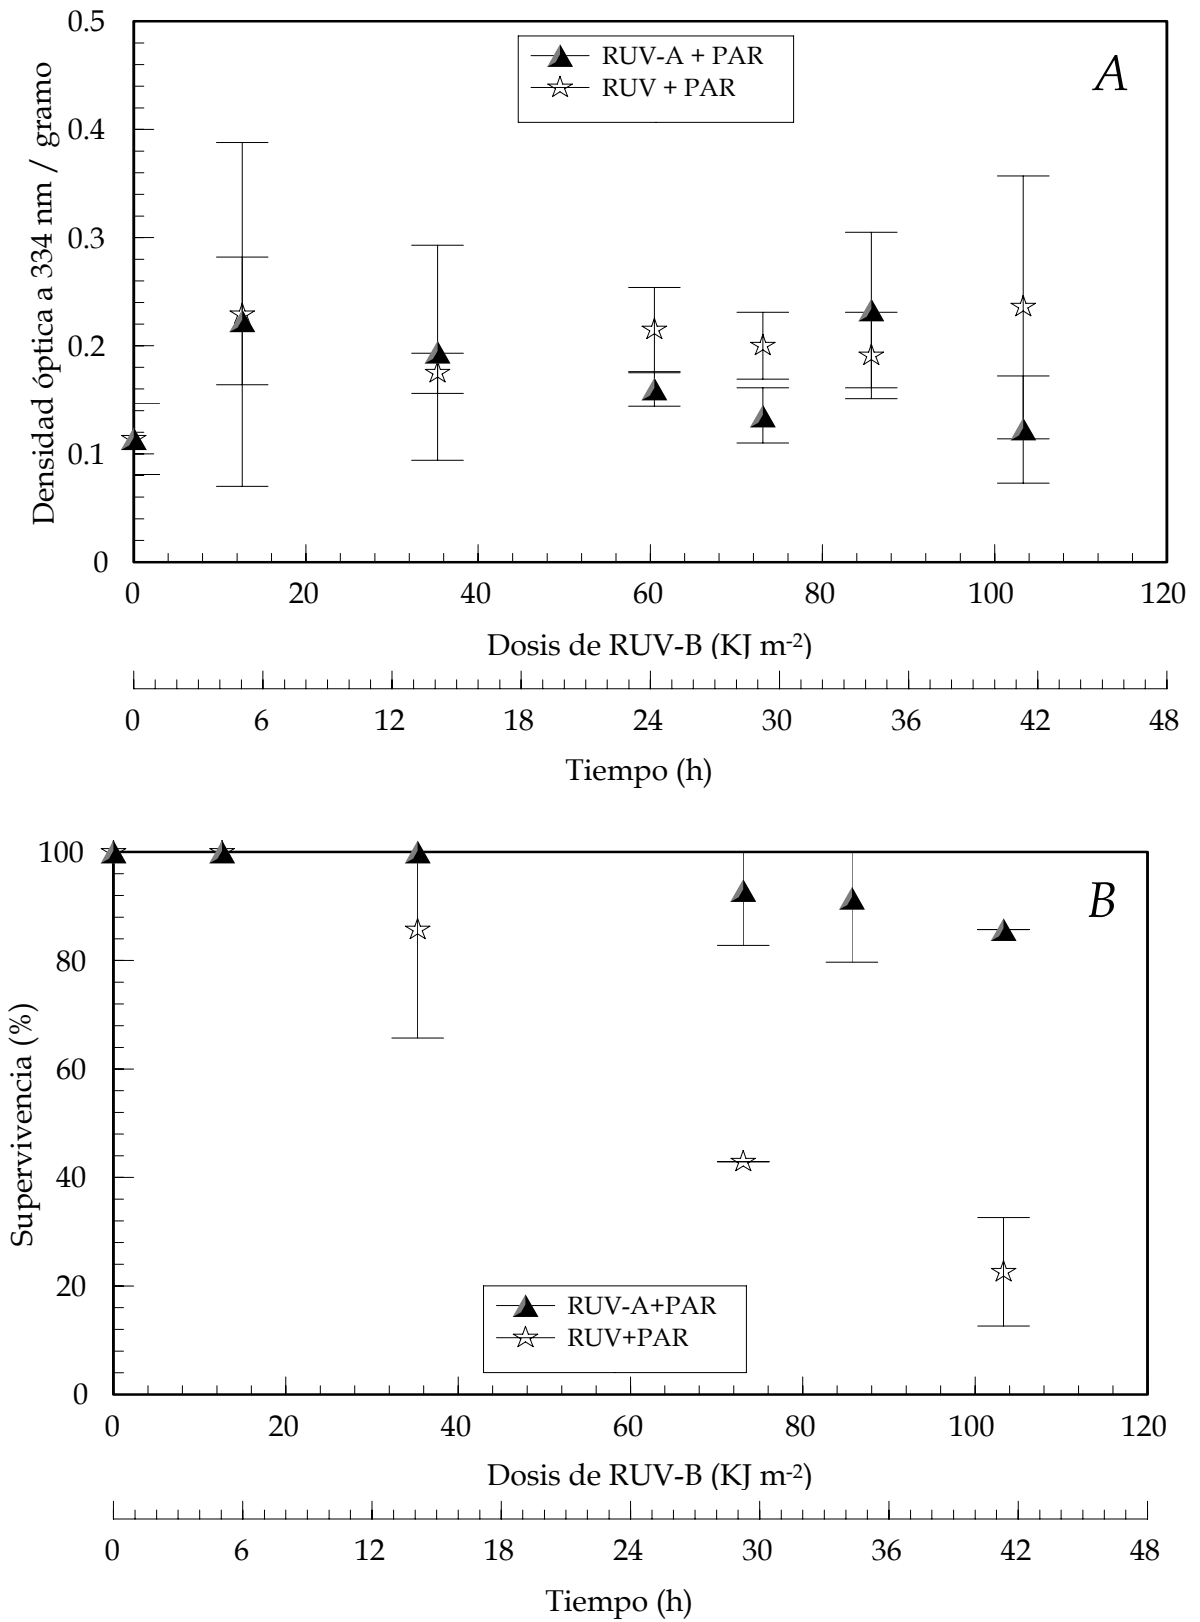 0.5
RUV-A + PAR
RUV + PAR
A
0.4
0.3
0.2
0.1
0
Densidad óptica a 334 nm / gramo
0 20 40 60 80 100 120
Dosis de RUV-B (KJ m-2)
0 6 12 18 24 30 36 42 48
Tiempo (h)
100
B
80
60
40
20
0
Supervivencia (%)
RUV-A+PAR
RUV+PAR
0 20 40 60 80 100 120
Dosis de RUV-B (KJ m-2)
0 6 12 18 24 30 36 42 48
Tiempo (h)